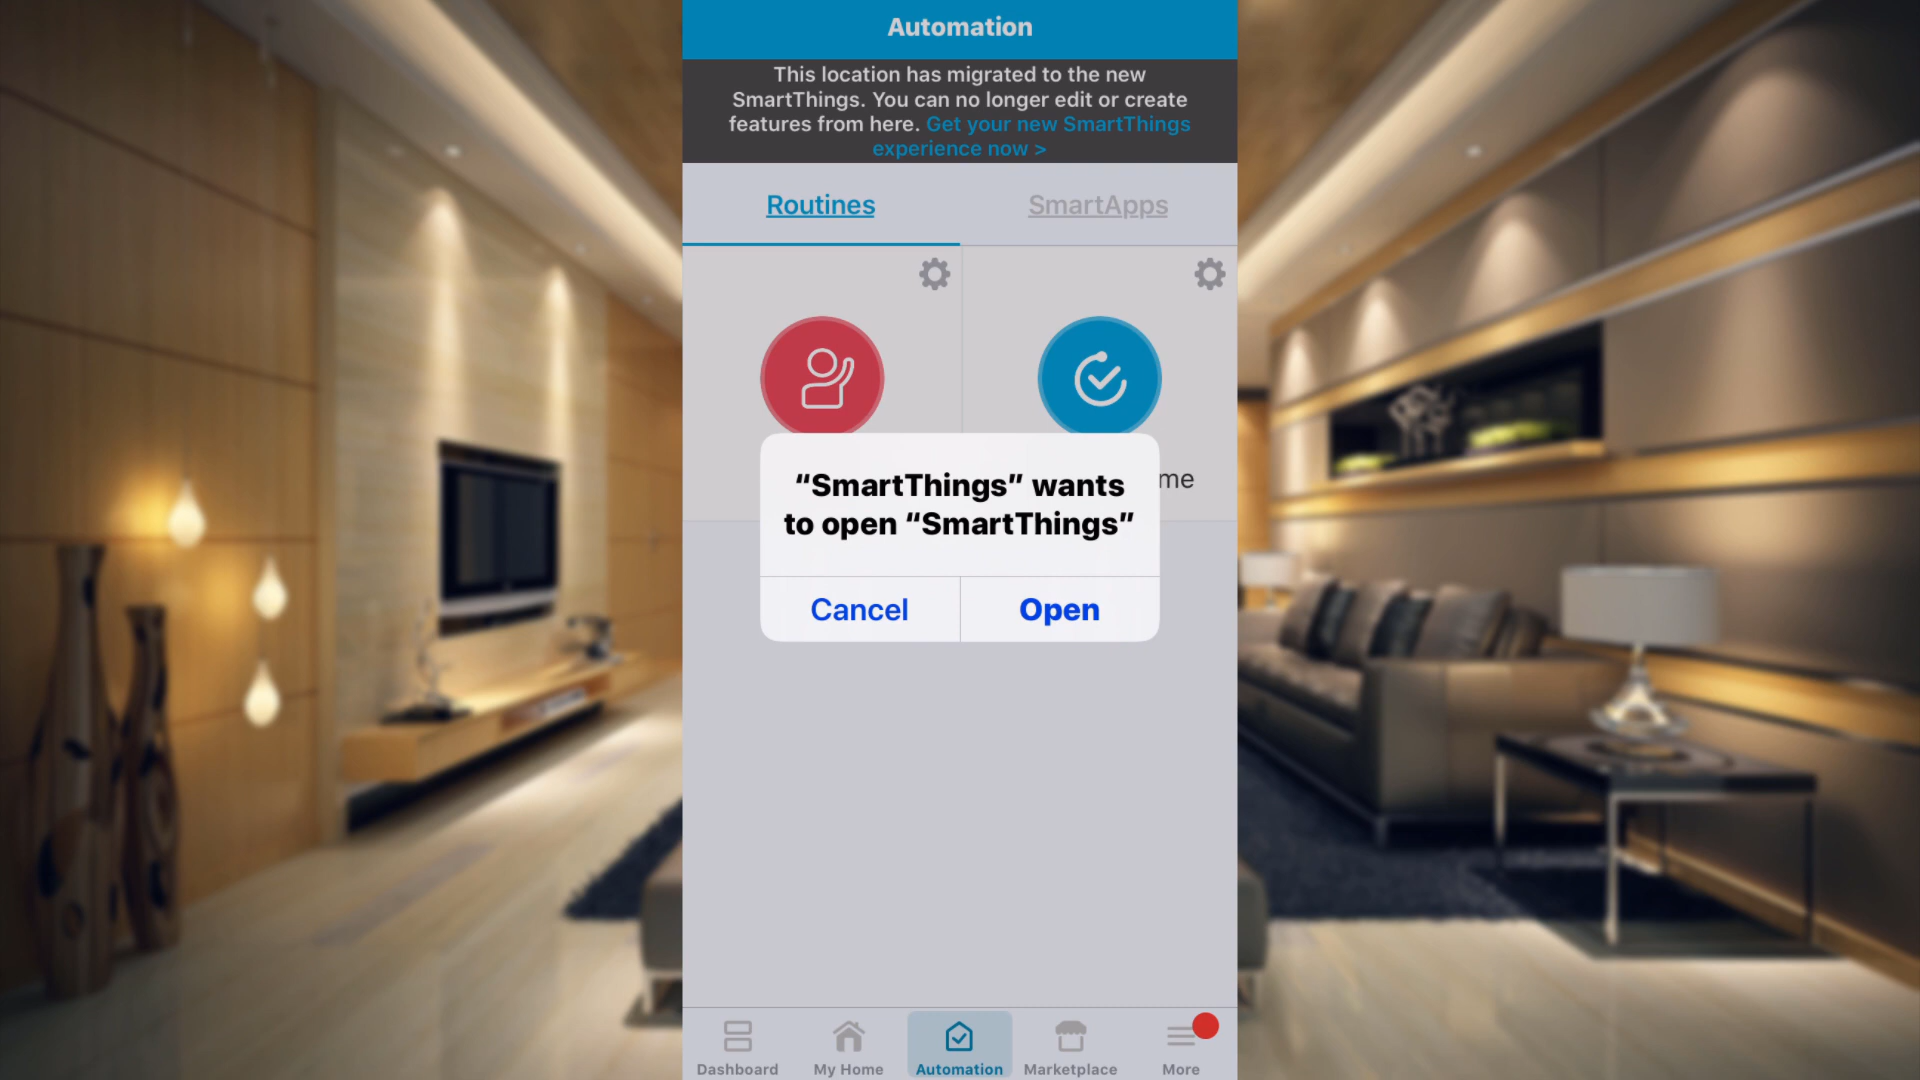 Automation
This location has migrated to the new
SmartThings. You can no longer edit or create
features from here. Get your new SmartThings
experience now >
Routines
SmartApps
me
“SmartThings” wants
to open “SmartThings”
Cancel
Open
Dashboard
My Home
Automation
Marketplace
More